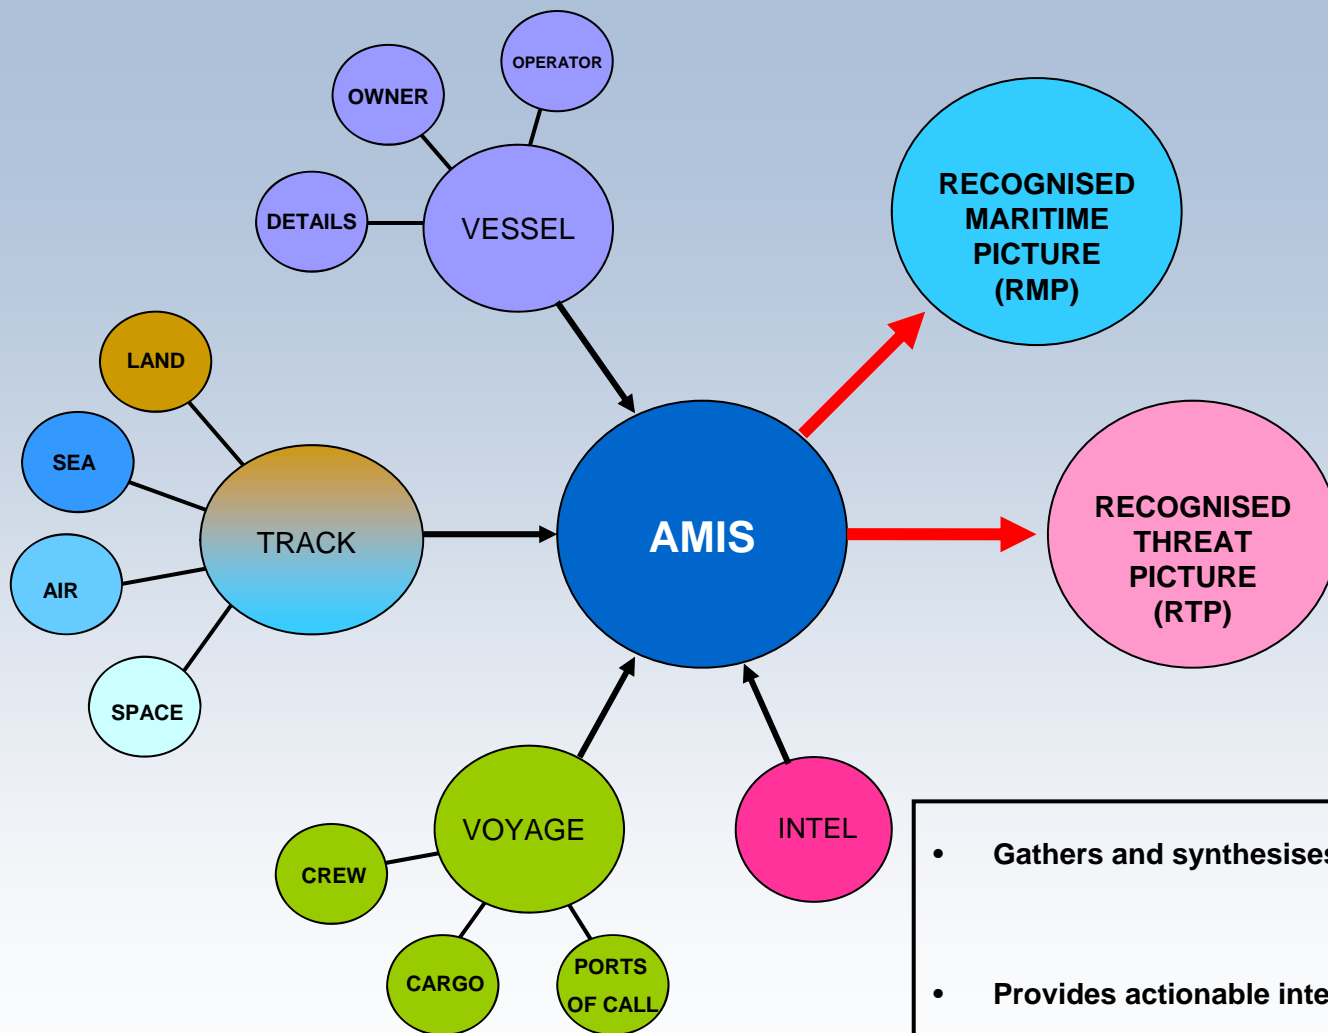 OPERATOR
OWNER
DETAILS
VESSEL
RECOGNISED
MARITIME
PICTURE
(RMP)
LAND
SEA
TRACK
AIR
SPACE
AMIS
RECOGNISED
THREAT
PICTURE
(RTP)
VOYAGE
CREW
CARGO
PORTS
OF CALL
INTEL
• Gathers and synthesises
• Provides actionable